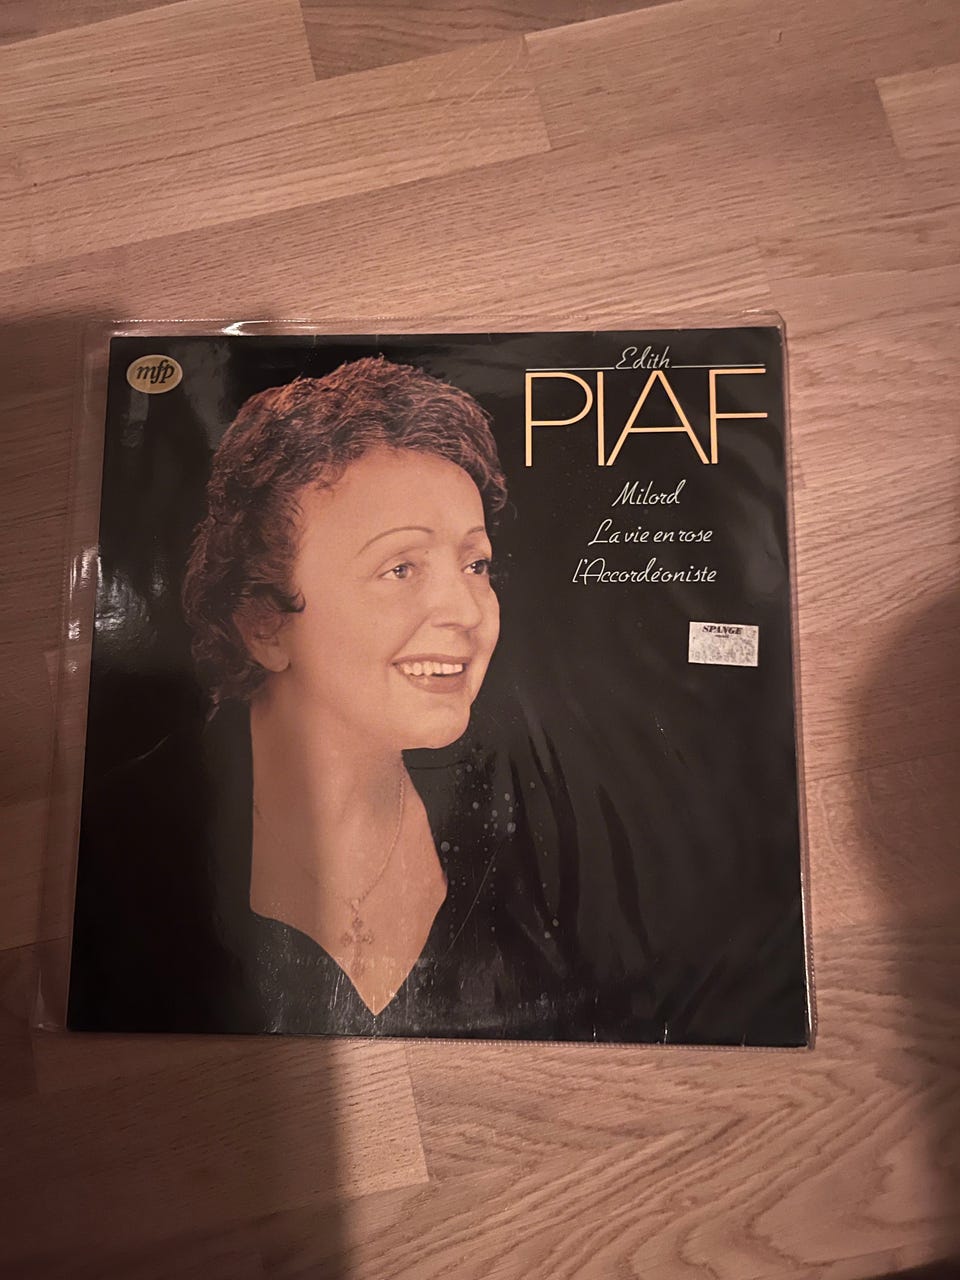 mfp
Edith
PIAF
Milord
La vie en rose
l'Accordéoniste
SPANGE